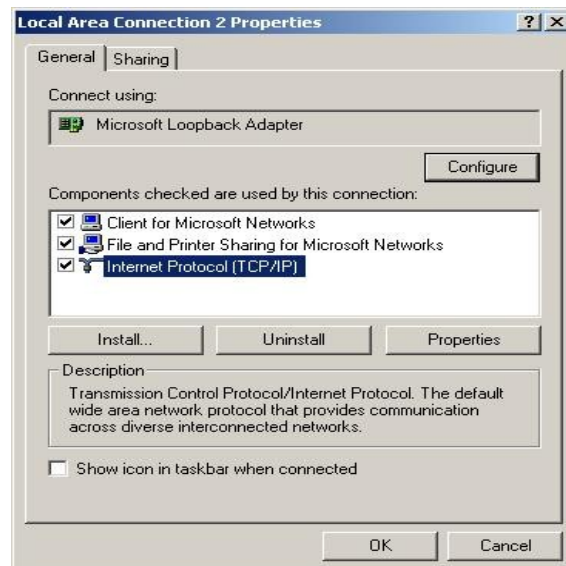 Local Area Connection 2 Properties
? ×
General Sharing
Connect using:
Microsoft Loopback Adapter
Configure
Components checked are used by this connection:
Client for Microsoft Networks
File and Printer Sharing for Microsoft Networks
Internet Protocol (TCP/IP)
Install... Uninstall Properties
Description
Transmission Control Protocol/Internet Protocol. The default
wide area network protocol that provides communication
across diverse interconnected networks.
Show icon in taskbar when connected
OK Cancel